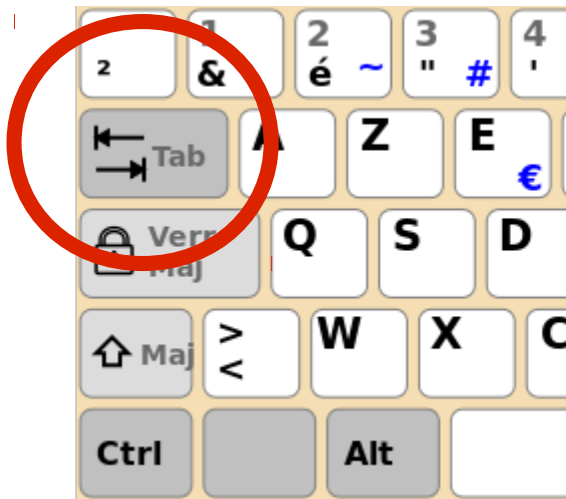 1 2 3 4
² & é ~ " # '
Tab A Z E €
Verr Maj Q S D
Maj > < W X C
Ctrl Alt